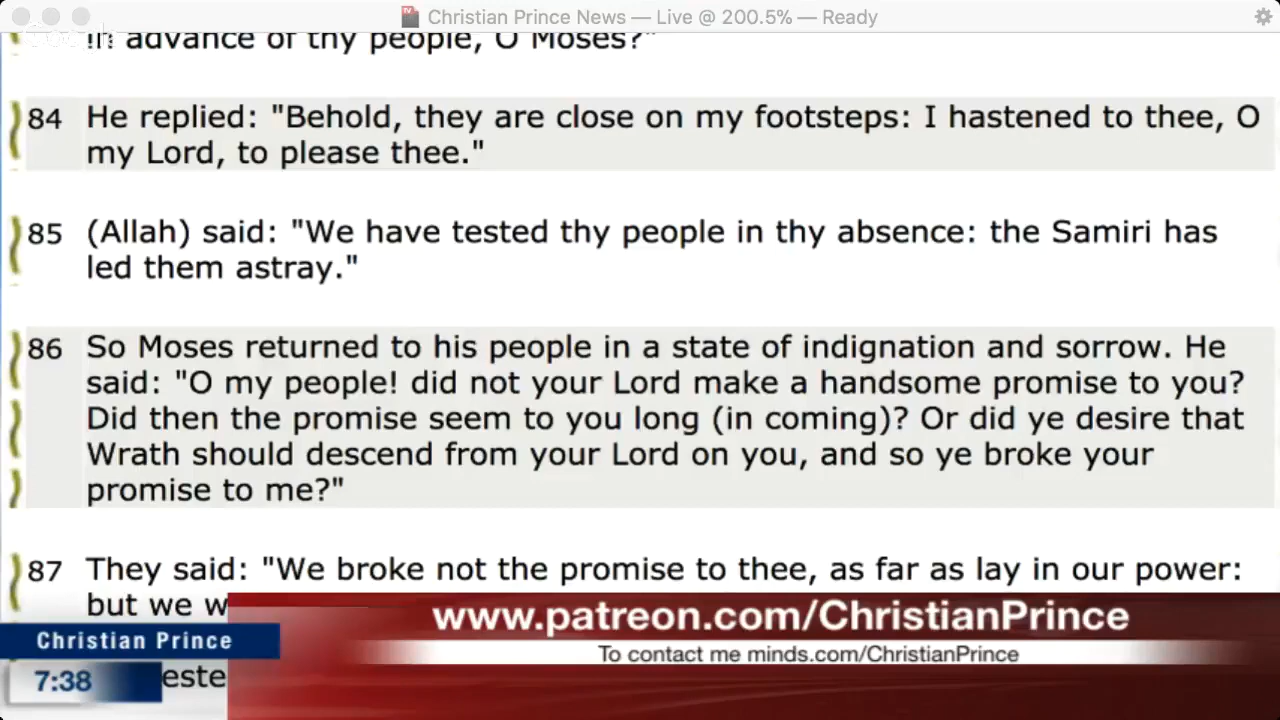 Christian Prince News — Live @ 200.5% — Ready
advance of thy people, O Moses?"
84 He replied: "Behold, they are close on my footsteps: I hastened to thee, O
my Lord, to please thee."
85 (Allah) said: "We have tested thy people in thy absence: the Samiri has
led them astray."
86 So Moses returned to his people in a state of indignation and sorrow. He
said: "O my people! did not your Lord make a handsome promise to you?
Did then the promise seem to you long (in coming)? Or did ye desire that
Wrath should descend from your Lord on you, and so ye broke your
promise to me?"
87 They said: "We broke not the promise to thee, as far as lay in our power:
but we w
www.patreon.com/ChristianPrince
Christian Prince
To contact me minds.com/ChristianPrince
7:38
este